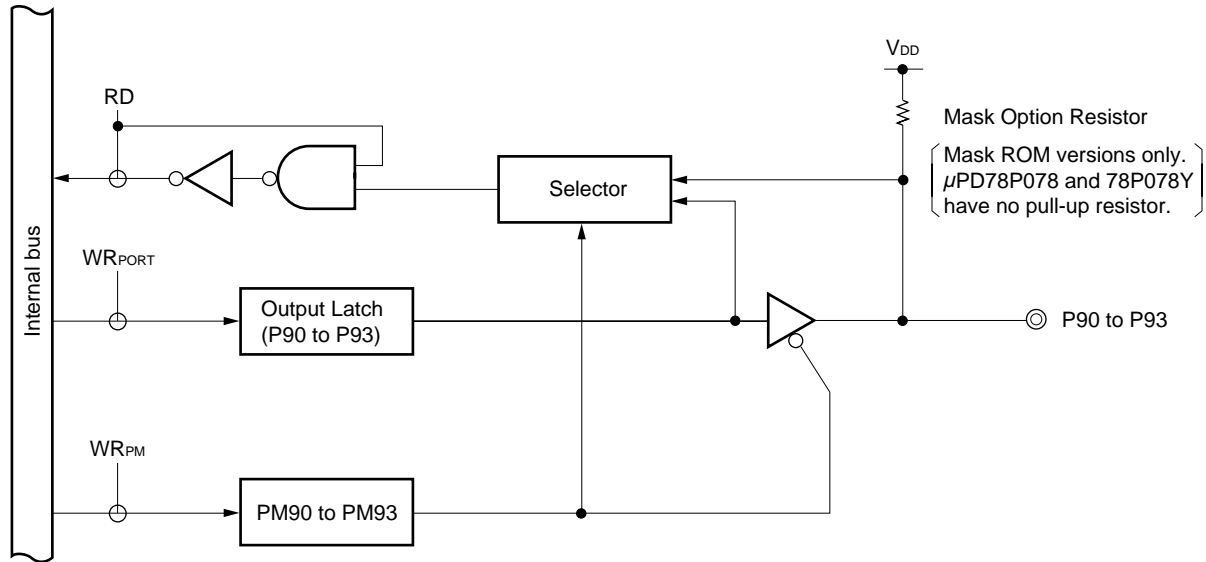 VDD
RD
Mask Option Resistor
Mask ROM versions only.
µPD78P078 and 78P078Y
have no pull-up resistor.
Selector
Internal bus
WRPORT
Output Latch
(P90 to P93)
P90 to P93
WRPM
PM90 to PM93